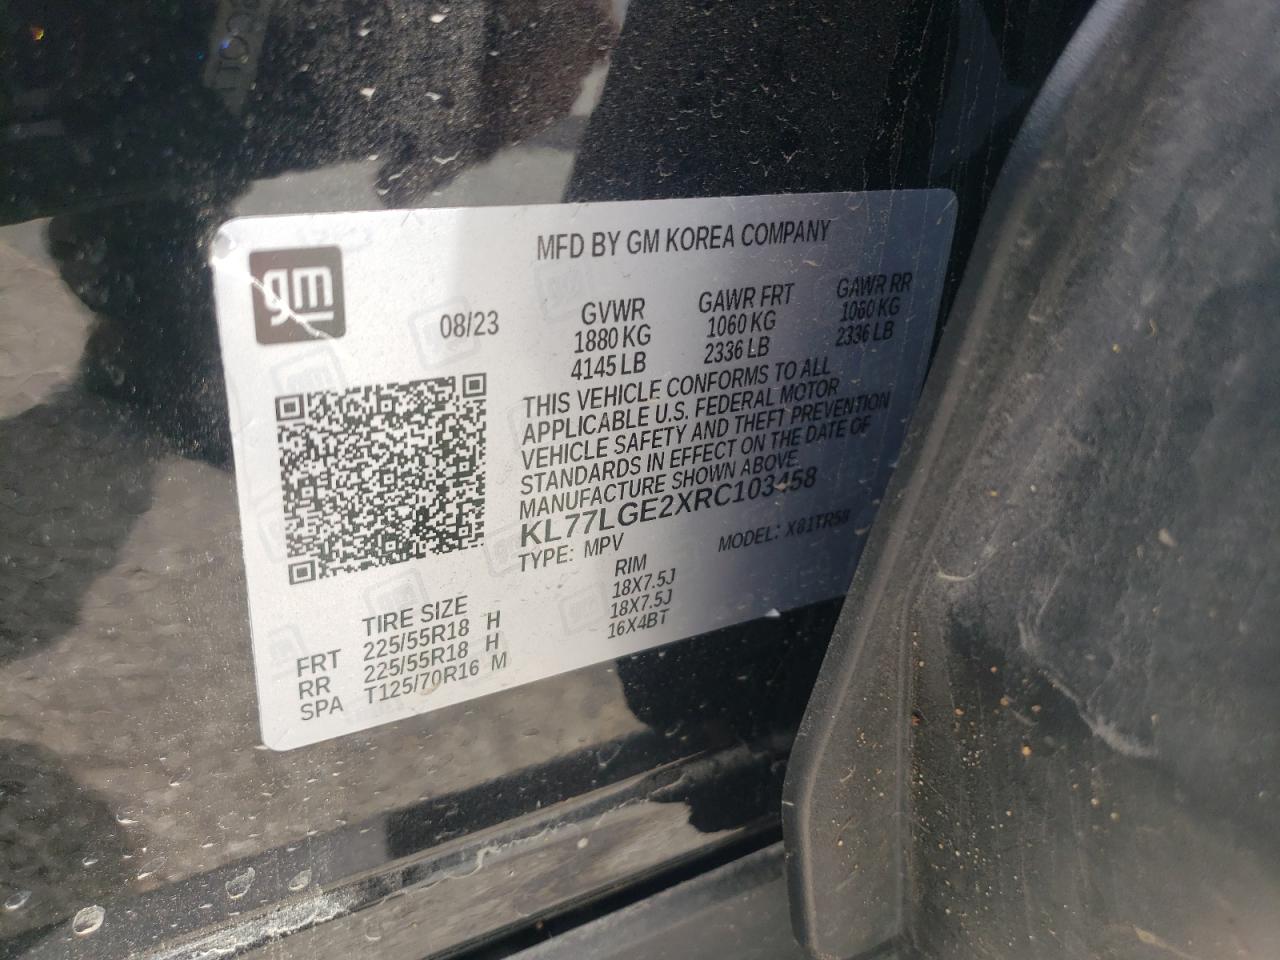 gm
MFD BY GM KOREA COMPANY
08/23
GVWR GAWR FRT GAWR RR
1880 KG 1060 KG 1060 KG
4145 LB 2336 LB 2336 LB
THIS VEHICLE CONFORMS TO ALL
APPLICABLE U.S. FEDERAL MOTOR
VEHICLE SAFETY AND THEFT PREVENTION
STANDARDS IN EFFECT ON THE DATE OF
MANUFACTURE SHOWN ABOVE.
KL77LGE2XRC103458
TYPE: MPV MODEL: X81TR58
TIRE SIZE RIM
FRT 225/55R18 H 18X7.5J
RR 225/55R18 H 18X7.5J
SPA T125/70R16 M 16X4BT